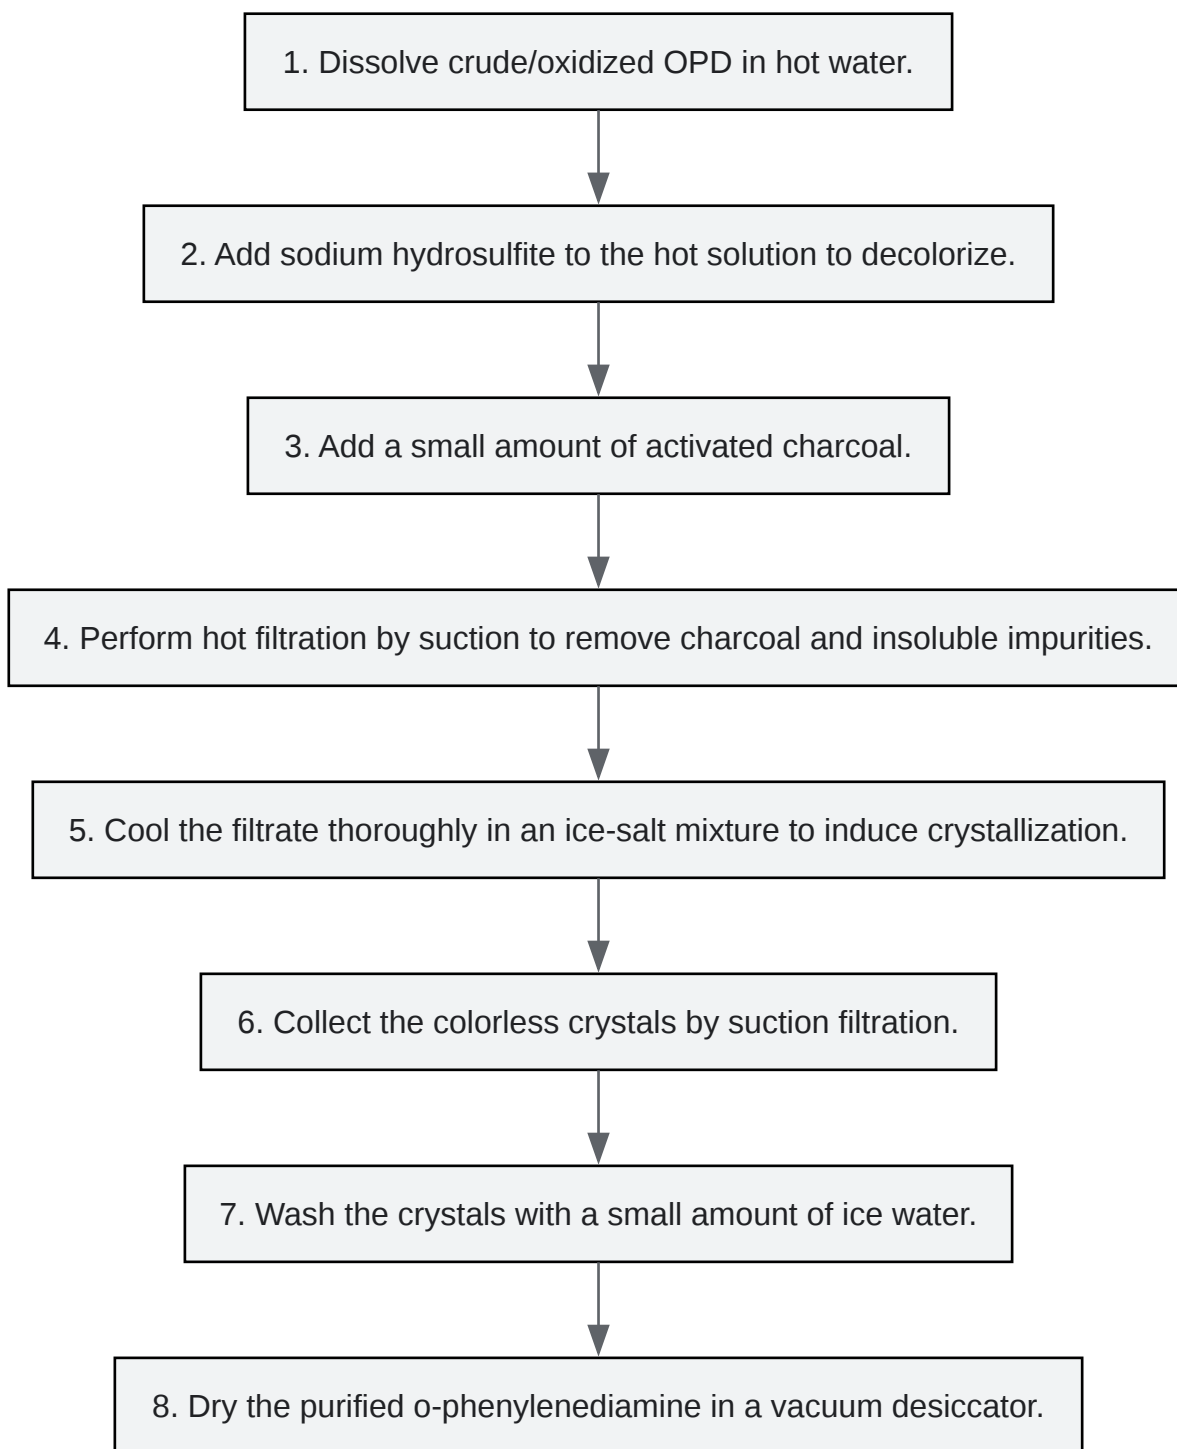 1. Dissolve crude/oxidized OPD in hot water.
2. Add sodium hydrosulfite to the hot solution to decolorize.
3. Add a small amount of activated charcoal.
4. Perform hot filtration by suction to remove charcoal and insoluble impurities.
5. Cool the filtrate thoroughly in an ice-salt mixture to induce crystallization.
6. Collect the colorless crystals by suction filtration.
7. Wash the crystals with a small amount of ice water.
8. Dry the purified o-phenylenediamine in a vacuum desiccator.